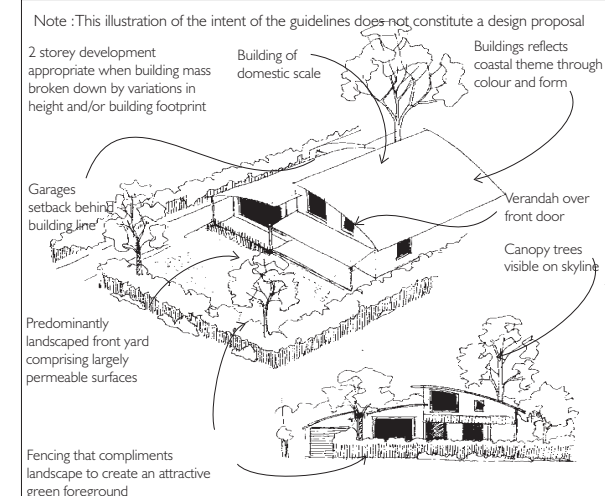 Note :This illustration of the intent of the guidelines does not constitute a design proposal
2 storey development
appropriate when building mass
broken down by variations in
height and/or building footprint
Building of
domestic scale
Buildings reflects
coastal theme through
colour and form
Garages
setback behind
building line
Verandah over
front door
Canopy trees
visible on skyline
Predominantly
landscaped front yard
comprising largely
permeable surfaces
Fencing that compliments
landscape to create an attractive
green foreground